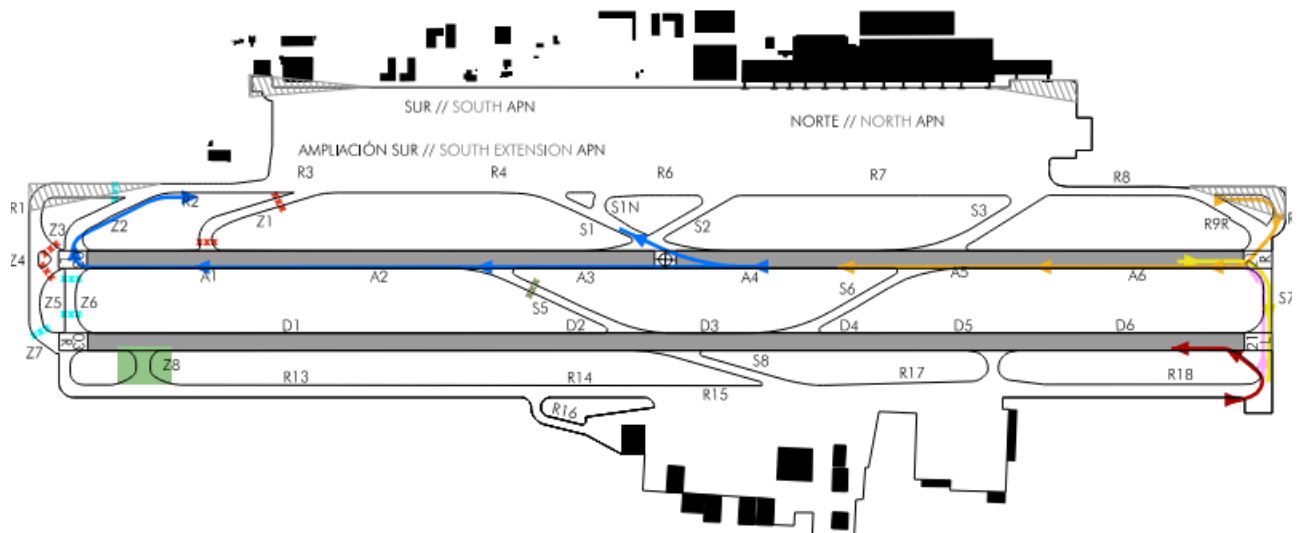 SUR // SOUTH APN
NORTE // NORTH APN
AMPLIACIÓN SUR // SOUTH EXTENSION APN
R3
R4
R6
R7
R8
R1
R2
S1N
S3
Z3
Z2
Z1
S1
S2
R9R
Z4
A1
A2
A3
A4
A5
A6
R
Z5
Z6
S5
S6
S7
D1
D2
D3
D4
D5
D6
Z7
R
03
21
L
Z8
S8
R13
R14
R15
R17
R18
R16